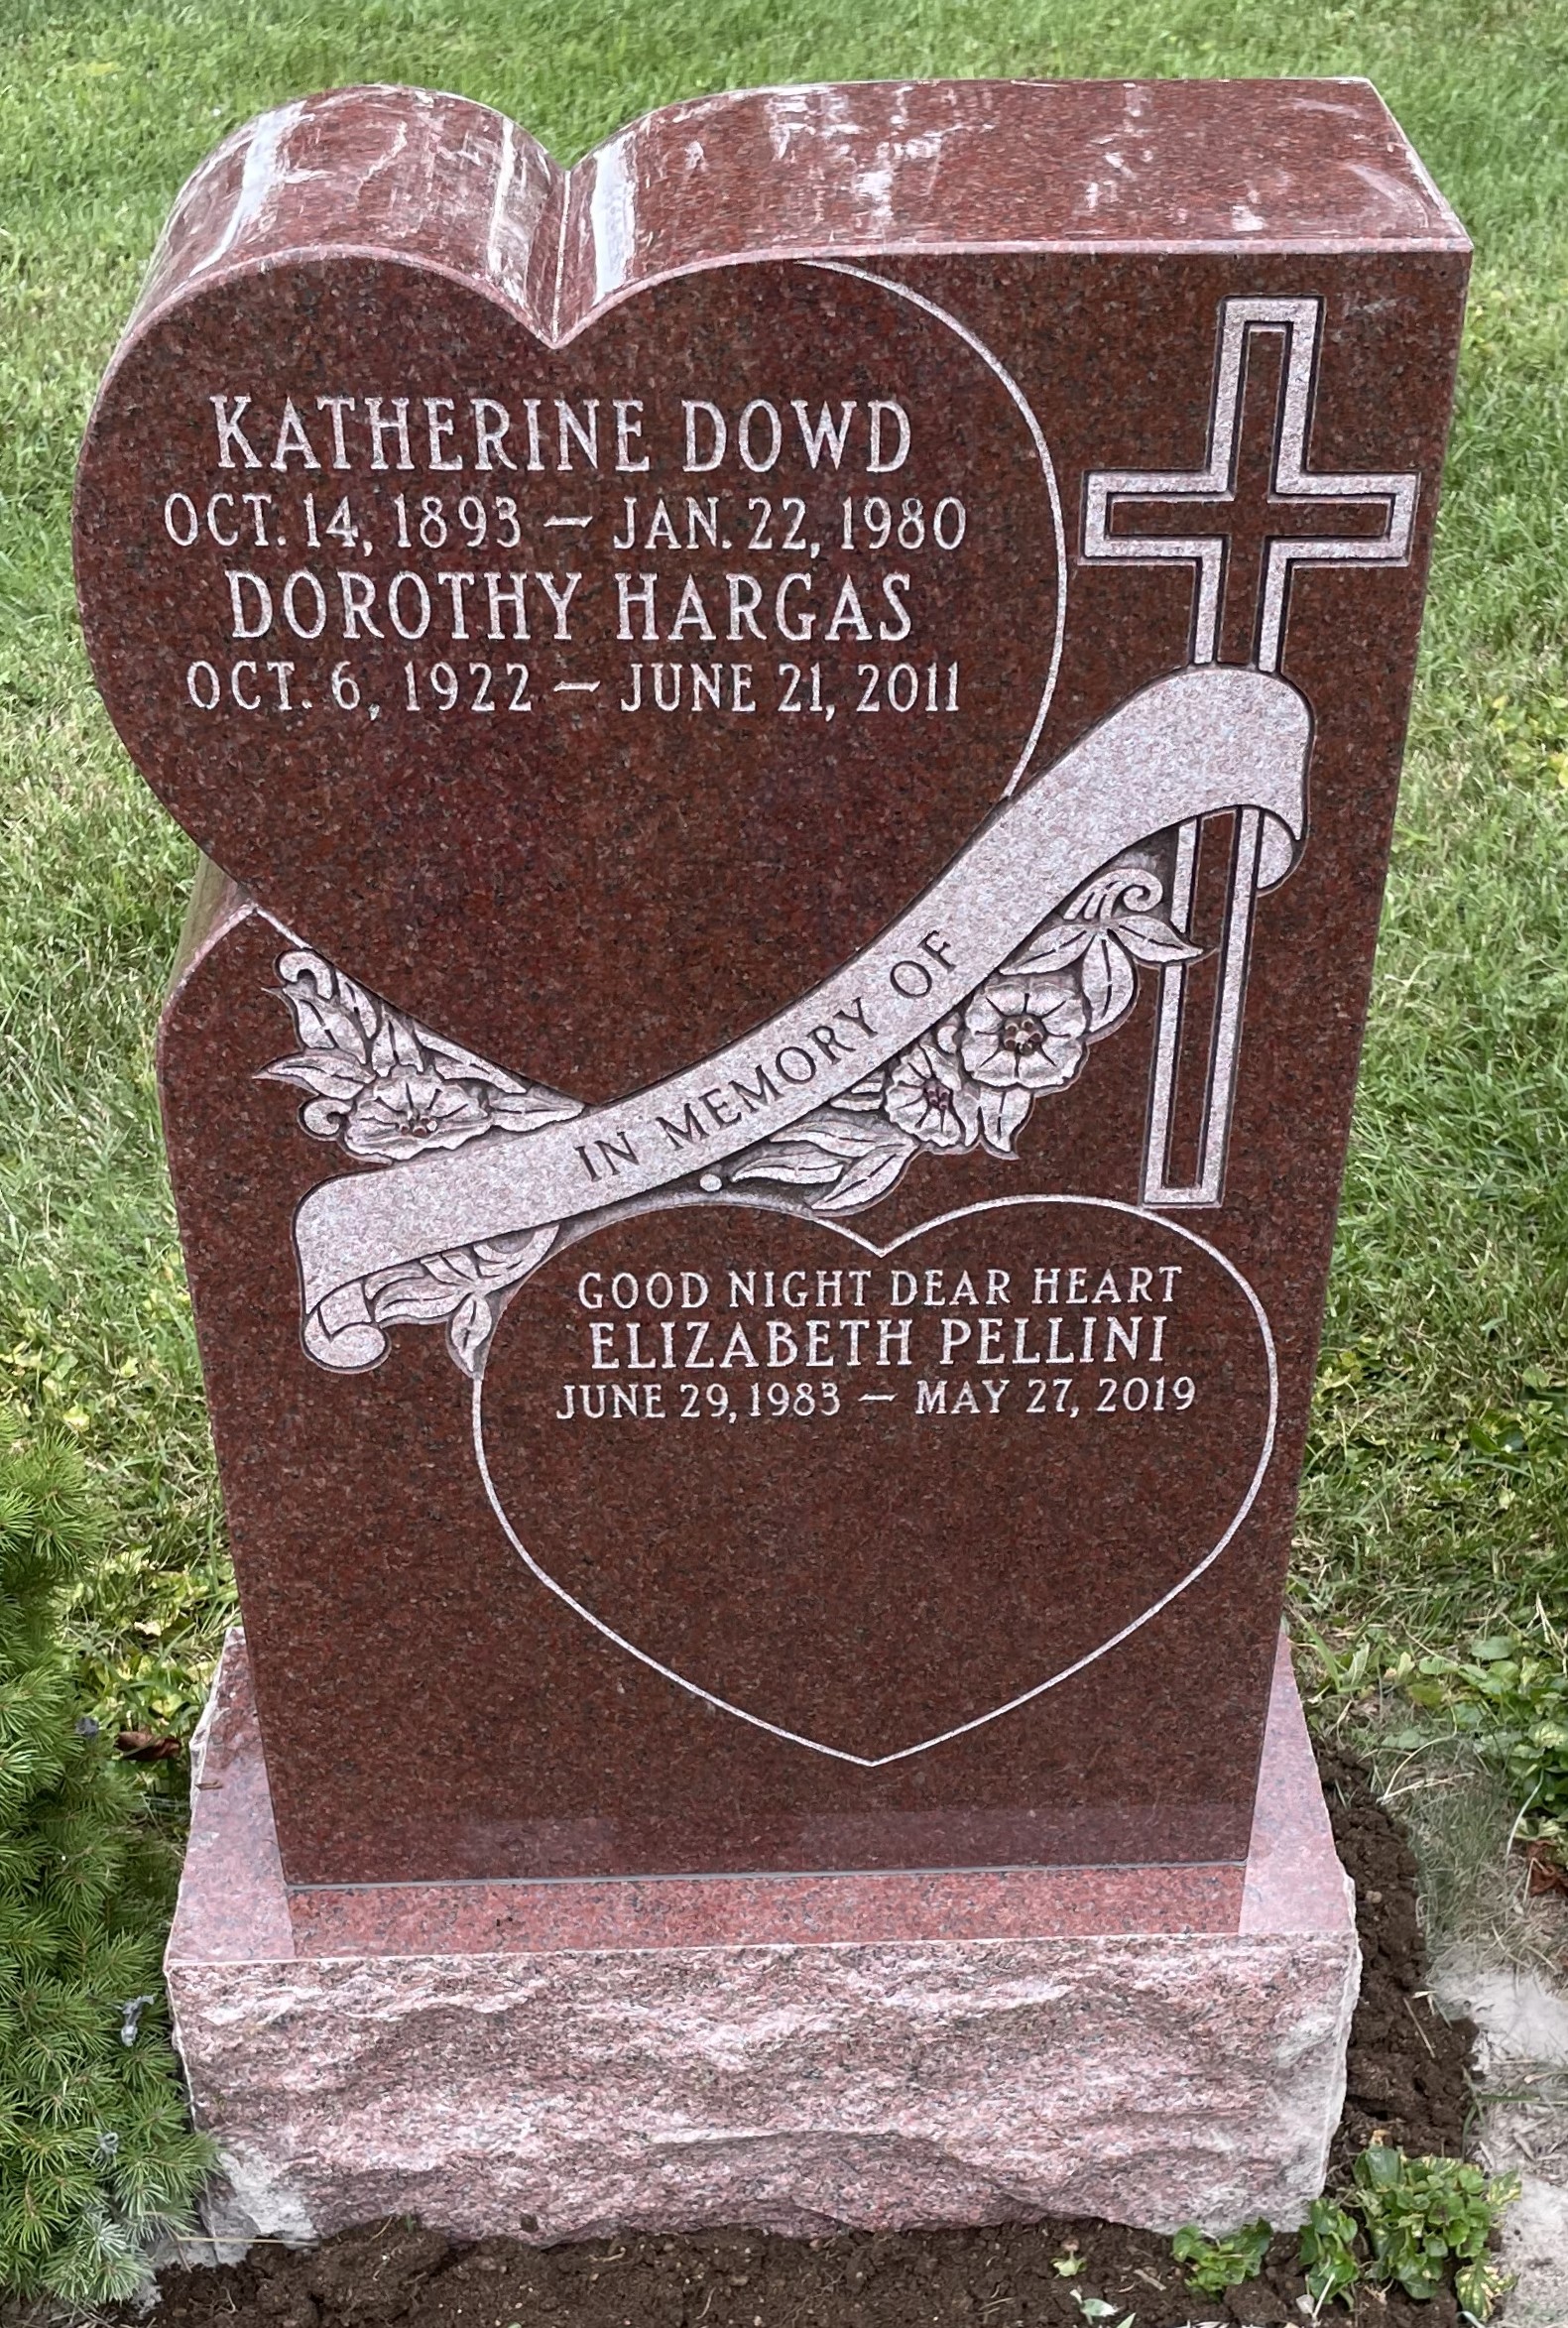 KATHERINE DOWD
OCT. 14, 1893 — JAN. 22, 1980
DOROTHY HARGAS
OCT. 6, 1922 — JUNE 21, 2011
IN MEMORY OF
GOOD NIGHT DEAR HEART
ELIZABETH PELLINI
JUNE 29, 1983 — MAY 27, 2019